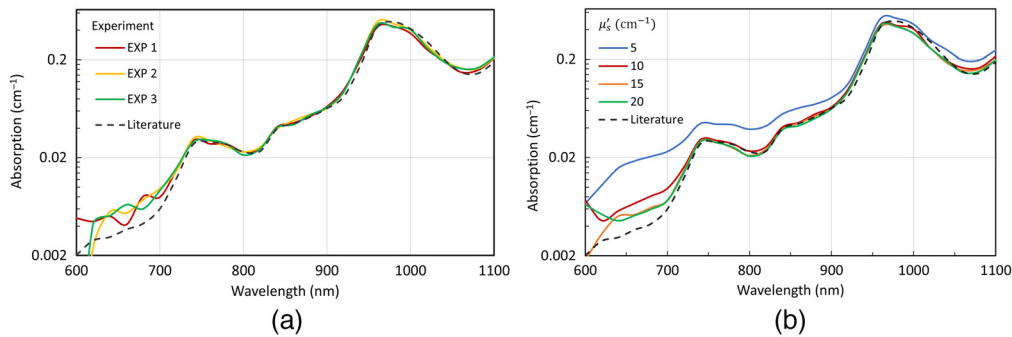 Experiment
EXP 1
EXP 2
EXP 3
Literature
Absorption (cm⁻¹)
0.2
0.02
0.002
600 700 800 900 1000 1100
Wavelength (nm)
(a)
μ′ₛ (cm⁻¹)
5
10
15
20
Literature
Absorption (cm⁻¹)
0.2
0.02
0.002
600 700 800 900 1000 1100
Wavelength (nm)
(b)